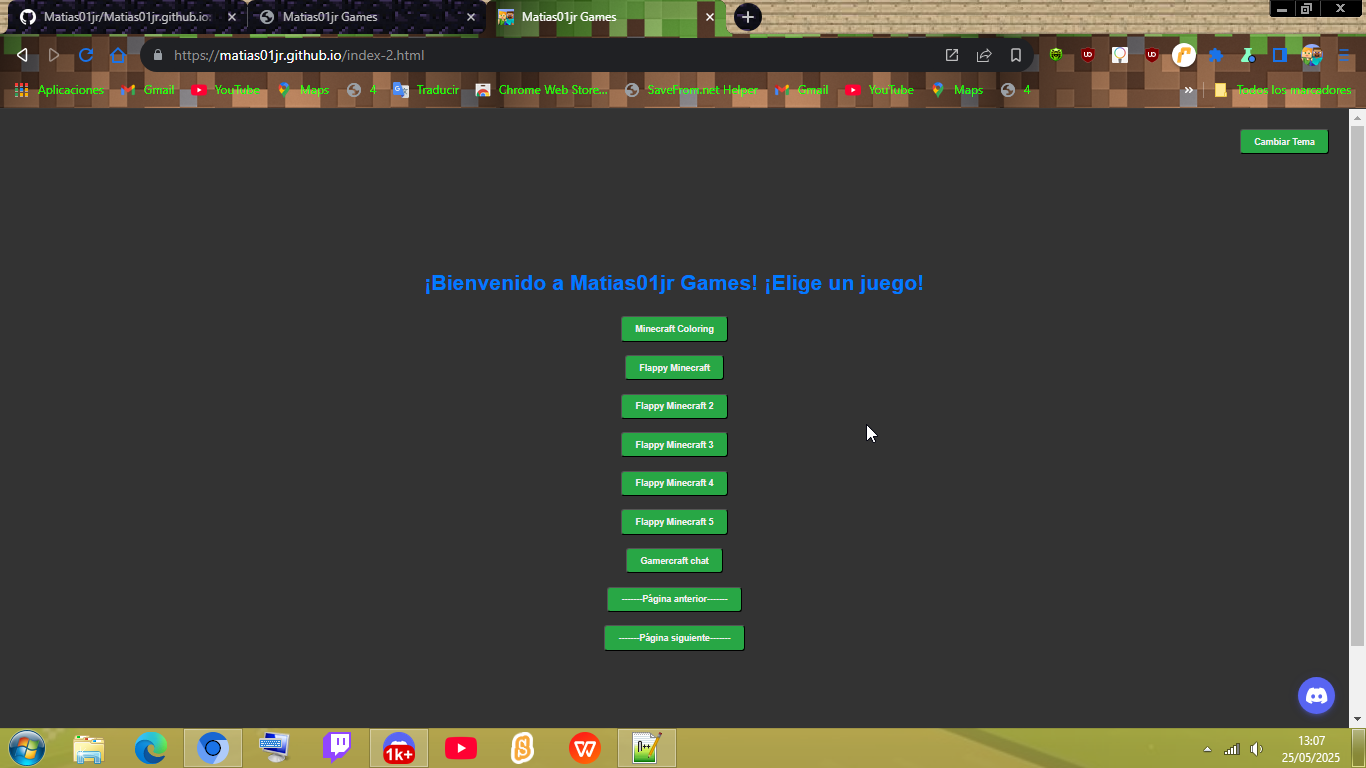 Matias01jr/Matias01jr.github.io:
Matias01jr Games
Matias01jr Games
https://matias01jr.github.io/index-2.html
Aplicaciones
Gmail
YouTube
Maps
4
Traducir
Chrome Web Store...
SaveFrom.net Helper
Gmail
YouTube
Maps
4
»
Todos los marcadores
Cambiar Tema
¡Bienvenido a Matias01jr Games! ¡Elige un juego!
Minecraft Coloring
Flappy Minecraft
Flappy Minecraft 2
Flappy Minecraft 3
Flappy Minecraft 4
Flappy Minecraft 5
Gamercraft chat
-------Página anterior-------
-------Página siguiente-------
1k+
13:07
25/05/2025